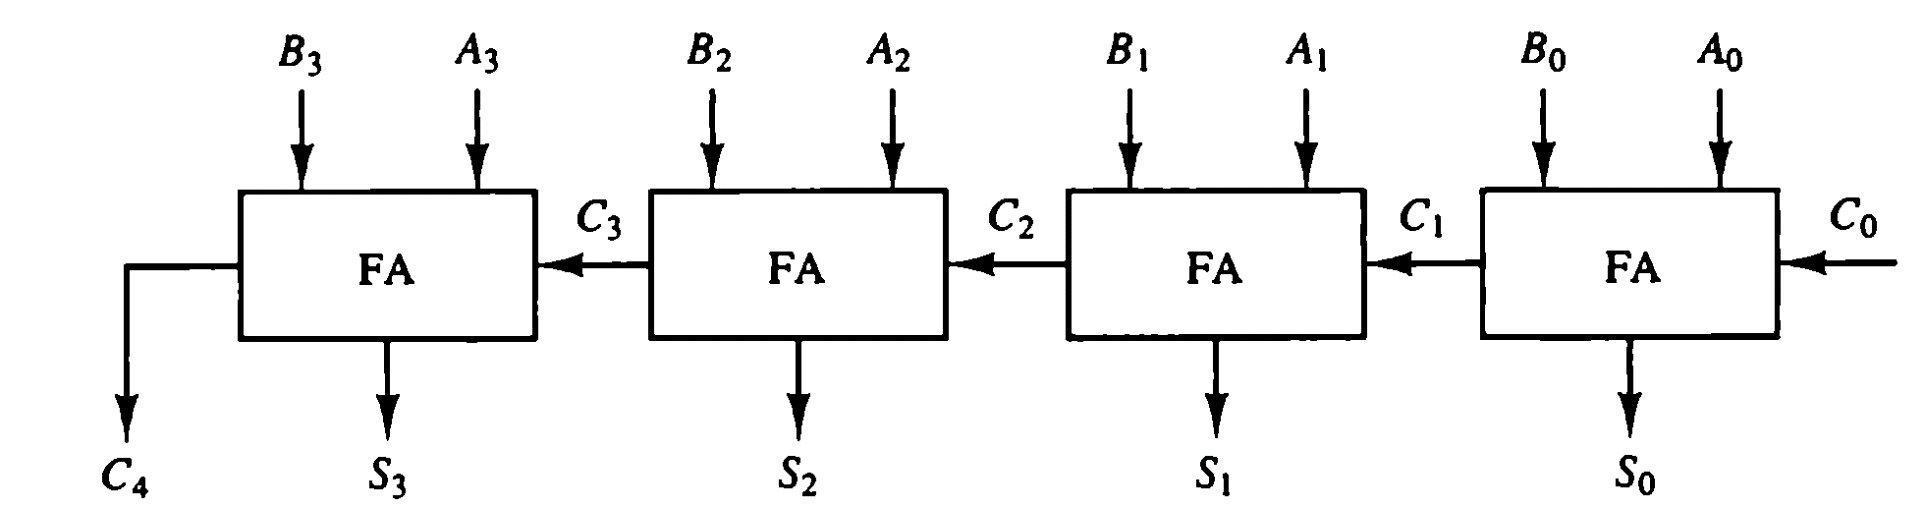 B₃ A₃ B₂ A₂ B₁ A₁ B₀ A₀
C₃ C₂ C₁ C₀
FA FA FA FA
C₄ S₃ S₂ S₁ S₀